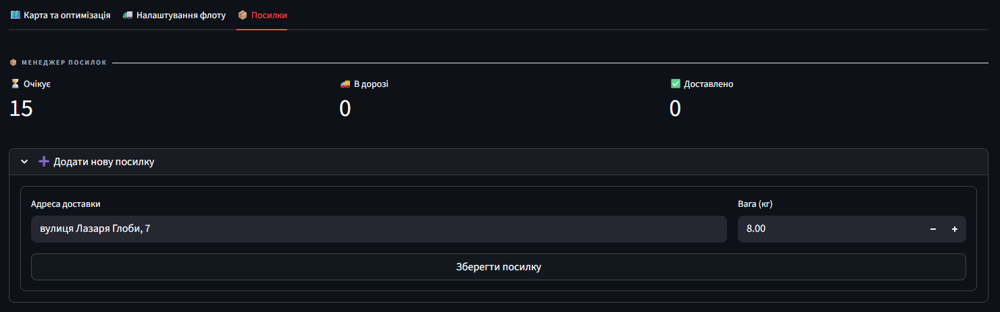 Карта та оптимізація Налаштування флоту Посилки
МЕНЕДЖЕР ПОСИЛОК
Очікує В дорозі Доставлено
15 0 0
Додати нову посилку
Адреса доставки Вага (кг)
вулиця Лазаря Глоби, 7 8.00
Зберегти посилку